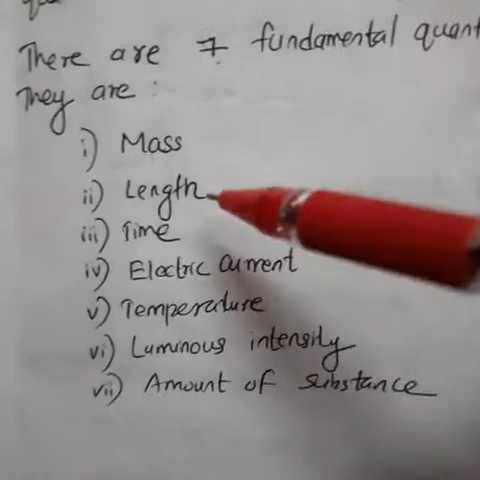 There are 7 fundamental
They are :
i) Mass
ii) Length
iii) Time
iv) Electric current
v) Temperature
vi) Luminous intensity
vii) Amount of substance